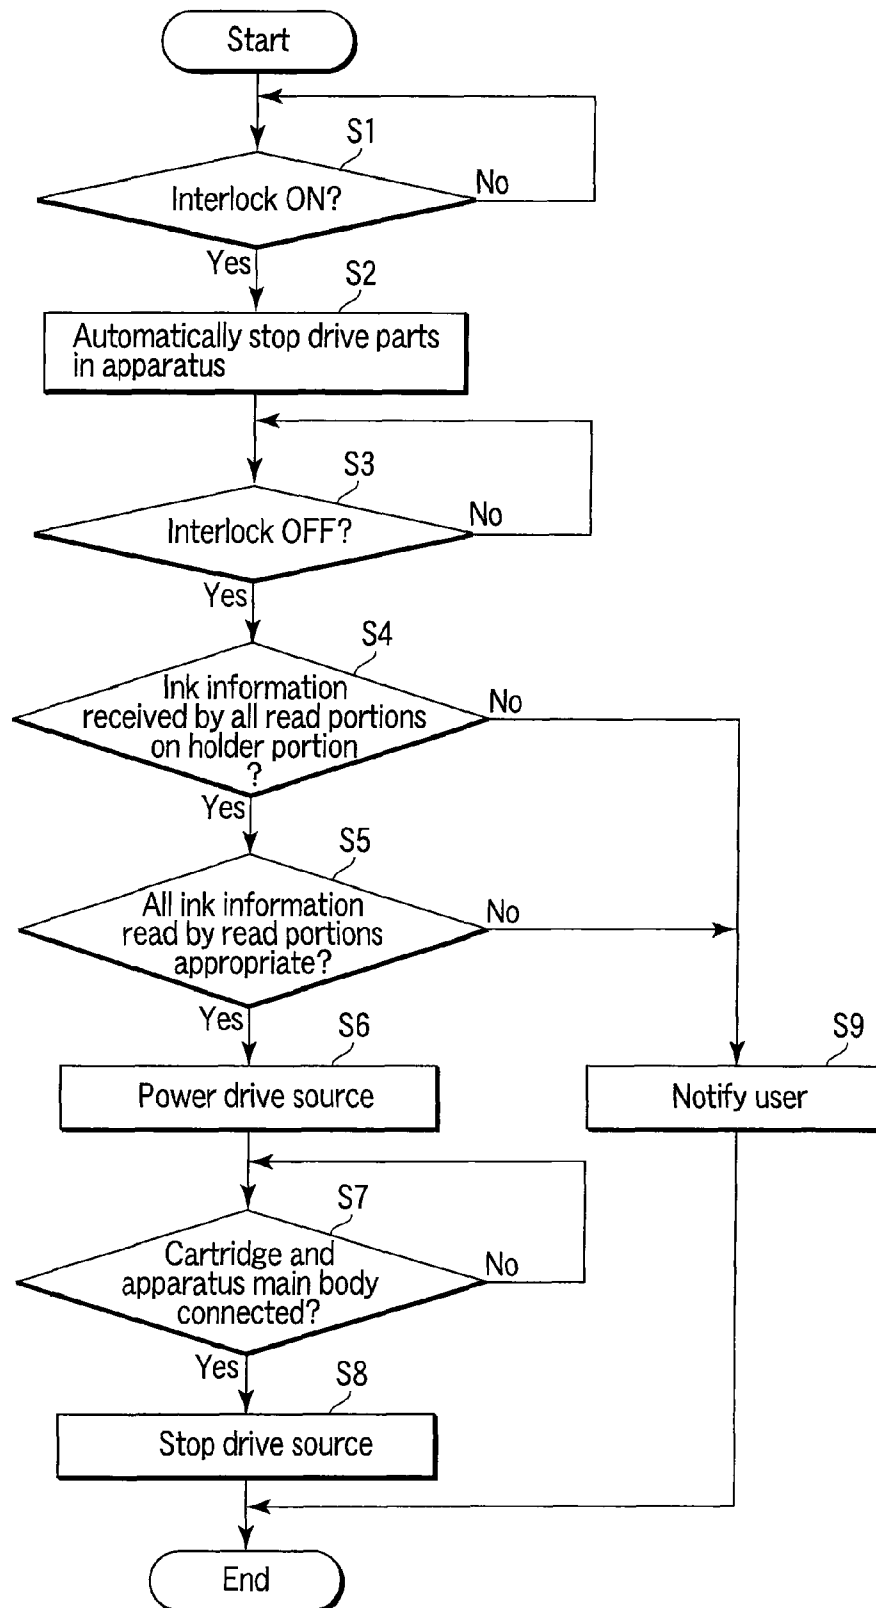 Start
S1
Interlock ON?
No
Yes
S2
Automatically stop drive parts
in apparatus
S3
Interlock OFF?
No
Yes
S4
Ink information
received by all read portions
on holder portion
?
No
Yes
S5
All ink information
read by read portions
appropriate?
No
Yes
S6
Power drive source
S9
Notify user
S7
Cartridge and
apparatus main body
connected?
No
Yes
S8
Stop drive source
End